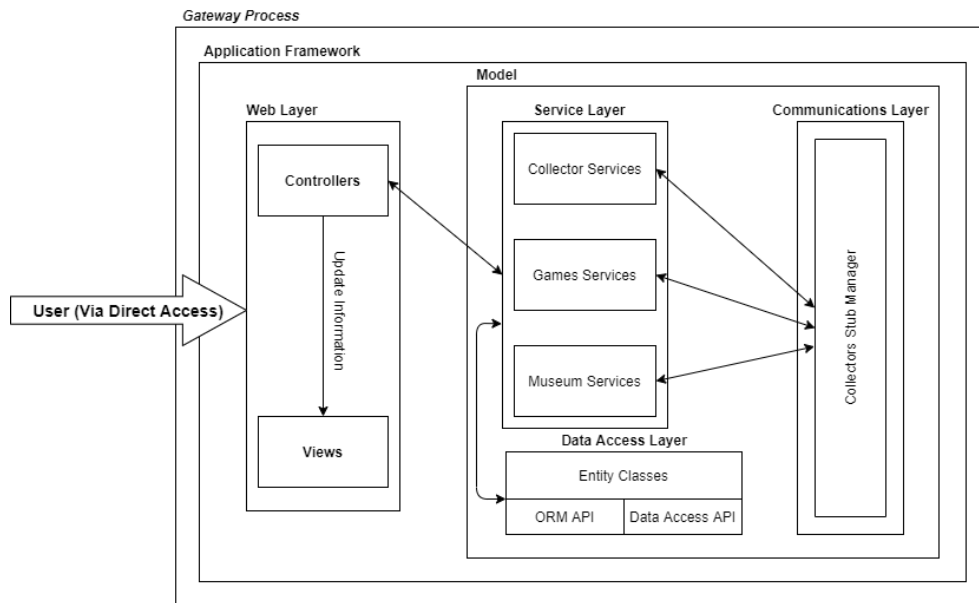 Gateway Process
Application Framework
Model
Web Layer
Service Layer
Communications Layer
Controllers
Collector Services
Update Information
Games Services
Collectors Stub Manager
User (Via Direct Access)
Museum Services
Views
Data Access Layer
Entity Classes
ORM API
Data Access API